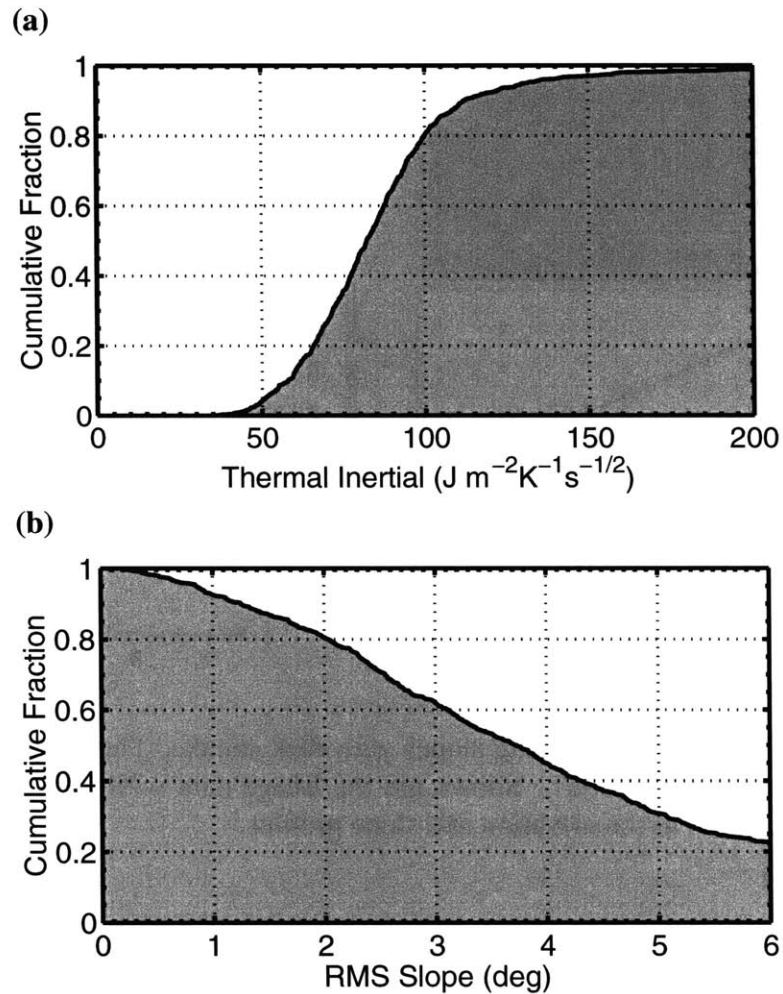 (a)
1
0.8
0.6
0.4
0.2
0
Cumulative Fraction
0 50 100 150 200
Thermal Inertial (J m⁻²K⁻¹s⁻¹/²)
(b)
1
0.8
0.6
0.4
0.2
0
Cumulative Fraction
0 1 2 3 4 5 6
RMS Slope (deg)